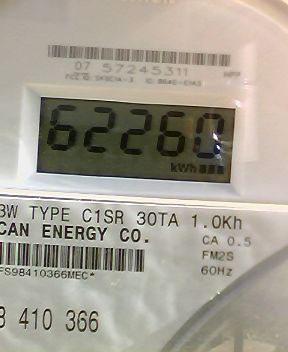 07 57245311
62260
kWh
3W TYPE C1SR 30TA 1.0Kh
CAN ENERGY CO.
CA 0.5
FM2S
60Hz
FS98410366MEC*
8 410 366